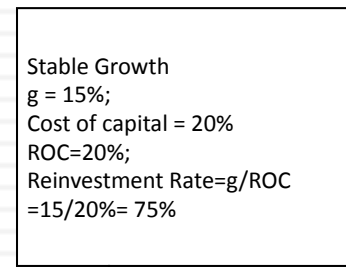 Stable Growth
g = 15%;
Cost of capital = 20%
ROC=20%;
Reinvestment Rate=g/ROC
=15/20%= 75%